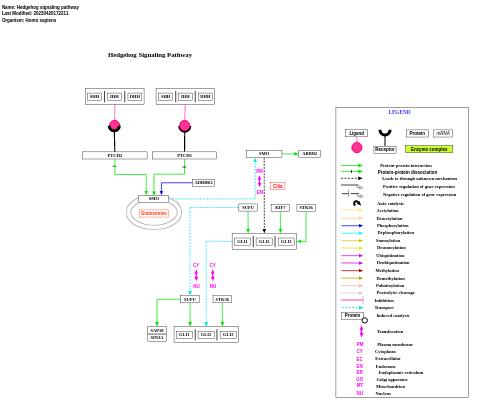 Name: Hedgehog signaling pathway
Last Modified: 20230420172211
Organism: Homo sapiens
Hedgehog Signaling Pathway
SHH IHH DHH SHH IHH DHH
PTCH2 PTCH1
SMO ARRB2
PM
EN
Cilia
ADRBK1
SMO
Endosomes
SUFU KIF7 STK36
GLI1 GLI2 GLI3
CY CY
NU NU
SUFU STK36
SAP18
SIN3A
GLI1 GLI2 GLI3
LEGEND
Ligand Protein mRNA
Receptor Enzyme complex
Protein-protein interaction
Protein-protein dissociation
Leads to through unknown mechanism
Positive regulation of gene expression
Negative regulation of gene expression
Auto catalysis
Acetylation
Deacetylation
Phosphorylation
Dephosphorylation
Sumoylation
Desumoylation
Ubiquitination
Deubiquitination
Methylation
Demethylation
Palmitoylation
Proteolytic cleavage
Inhibition
Transport
Protein Induced catalysis
Translocation
PM Plasma membrane
CY Cytoplasm
EC Extracellular
EN Endosome
ER Endoplasmic reticulum
GO Golgi apparatus
MT Mitochondrion
NU Nucleus